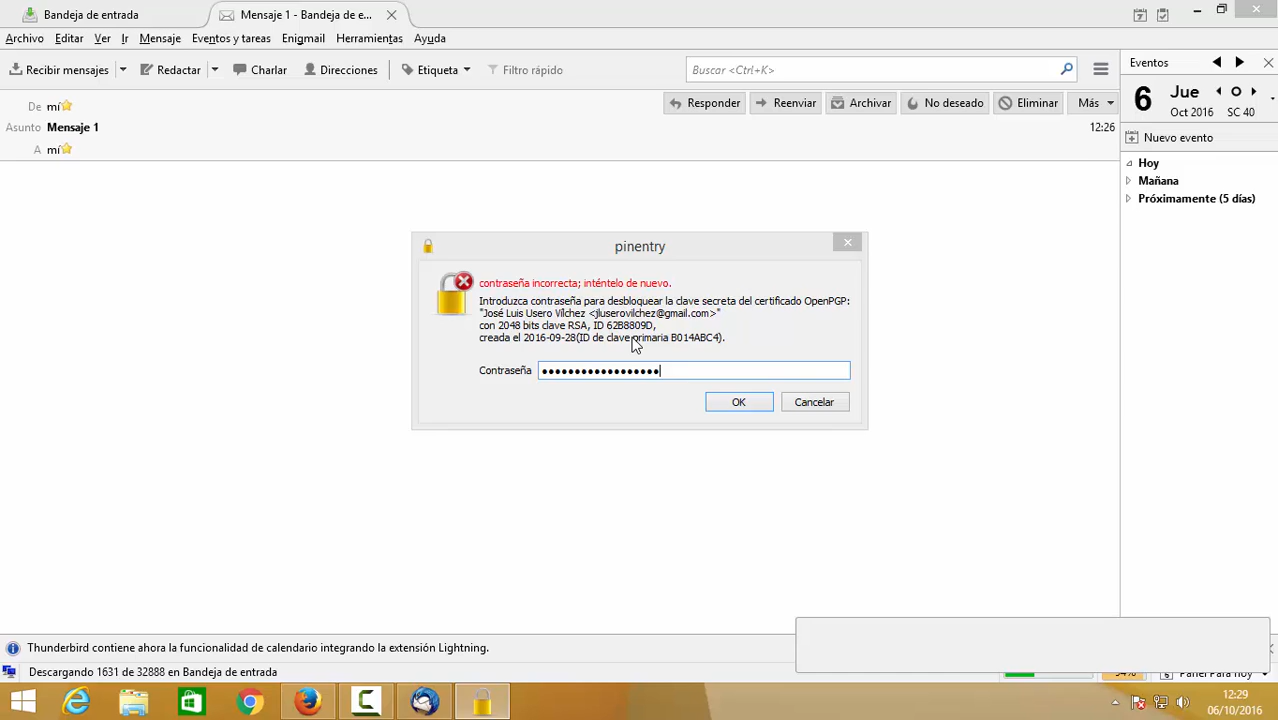 Bandeja de entrada
Mensaje 1 - Bandeja de e...
Archivo Editar Ver Ir Mensaje Eventos y tareas Enigmail Herramientas Ayuda
Recibir mensajes Redactar Charlar Direcciones Etiqueta Filtro rápido Buscar <Ctrl+K>
Eventos
De mí
Responder Reenviar Archivar No deseado Eliminar Más
6 Jue
Oct 2016 SC 40
Asunto Mensaje 1
12:26
A mí
Nuevo evento
Hoy
Mañana
Próximamente (5 días)
pinentry
contraseña incorrecta; inténtelo de nuevo.
Introduzca contraseña para desbloquear la clave secreta del certificado OpenPGP:
"José Luis Usero Vílchez <jluserovilchez@gmail.com>"
con 2048 bits clave RSA, ID 62B8809D,
creada el 2016-09-28(ID de clave primaria B014ABC4).
Contraseña ••••••••••••••••••
OK Cancelar
Thunderbird contiene ahora la funcionalidad de calendario integrando la extensión Lightning.
Descargando 1631 de 32888 en Bandeja de entrada
Panel Para hoy
12:29
06/10/2016